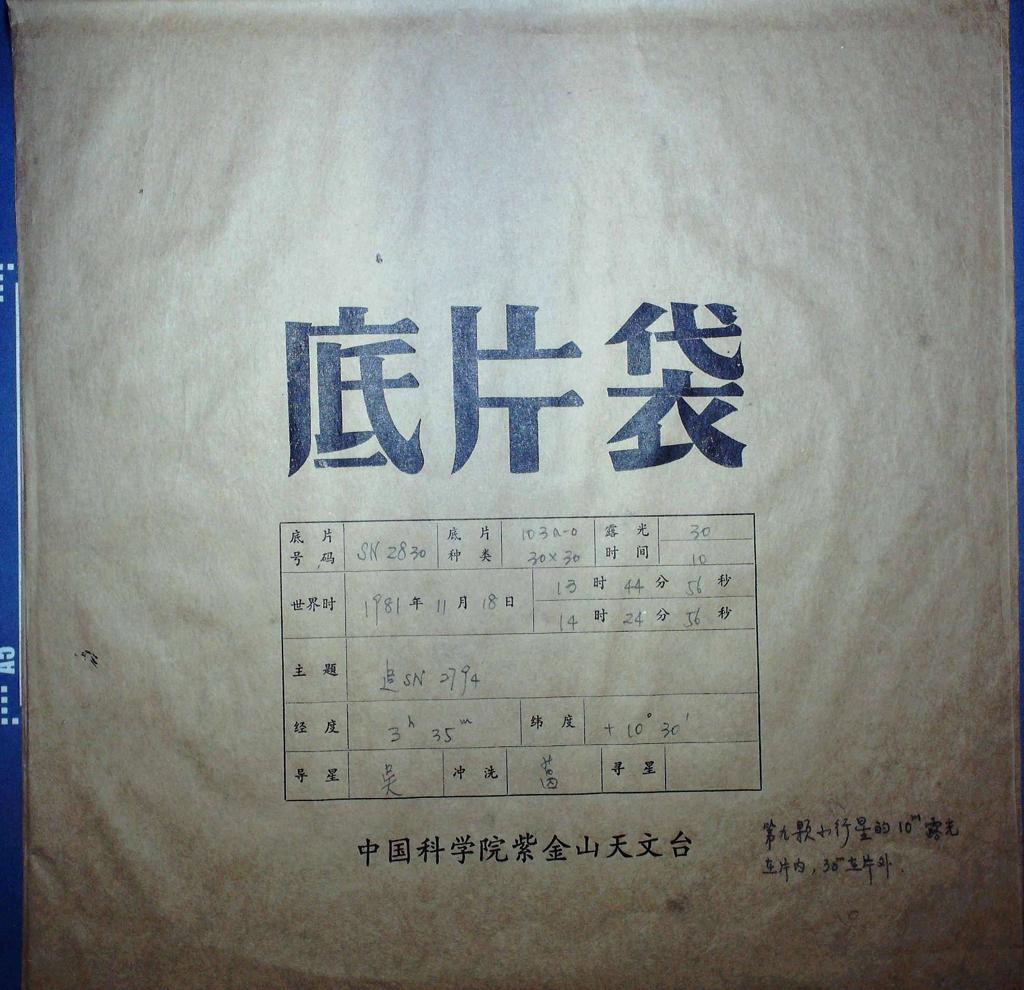 底片袋
底片号码 SN 2830 底片种类 103a-0 30×30 露光时间 30 10
世界时 1981年11月18日 13时44分56秒
14时24分56秒
主题 追SN 2794
经度 3h 35m 纬度 +10° 30'
导星 吴 冲洗 寻星
中国科学院紫金山天文台
第九颗小行星的10m露光
在片内，30m在片外.
A5